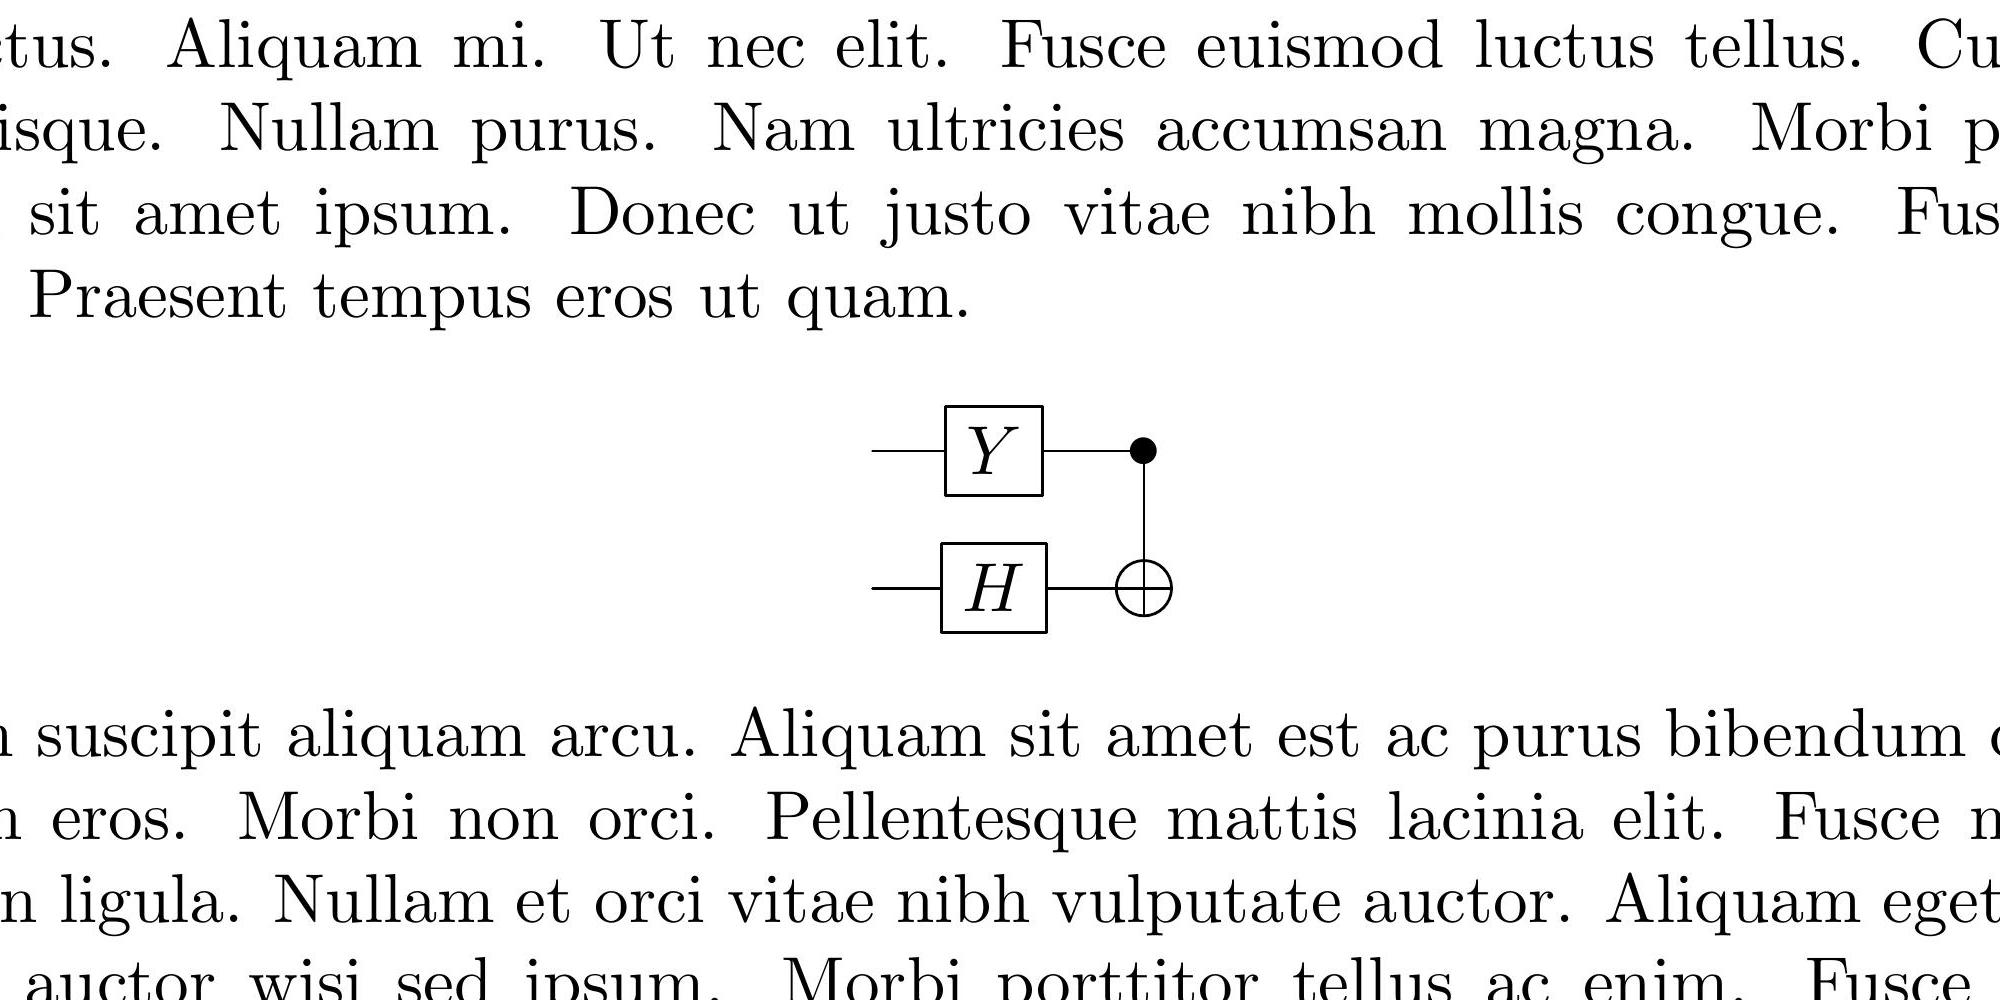 tus. Aliquam mi. Ut nec elit. Fusce euismod luctus tellus. Cu
isque. Nullam purus. Nam ultricies accumsan magna. Morbi p
sit amet ipsum. Donec ut justo vitae nibh mollis congue. Fus
Praesent tempus eros ut quam.
Y
H
suscipit aliquam arcu. Aliquam sit amet est ac purus bibendum
eros. Morbi non orci. Pellentesque mattis lacinia elit. Fusce
n ligula. Nullam et orci vitae nibh vulputate auctor. Aliquam eget
auctor wisi sed ipsum. Morbi porttitor tellus ac enim. Fusce